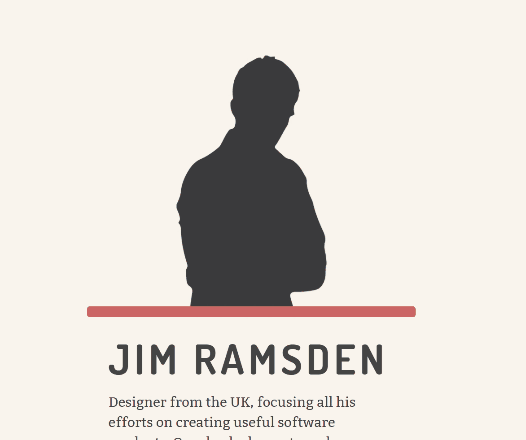 JIM RAMSDEN
Designer from the UK, focusing all his
efforts on creating useful software